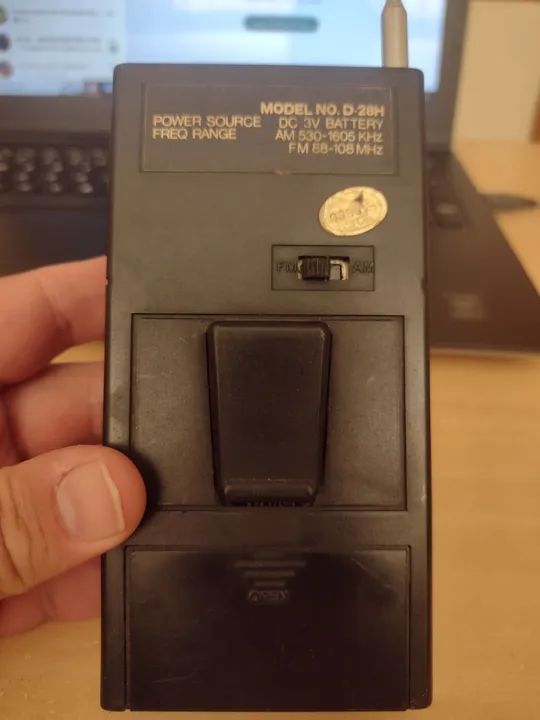 MODEL NO. D-28H
POWER SOURCE DC 3V BATTERY
FREQ RANGE AM 530-1605 KHz
FM 88-108 MHz
FM AM
OPEN